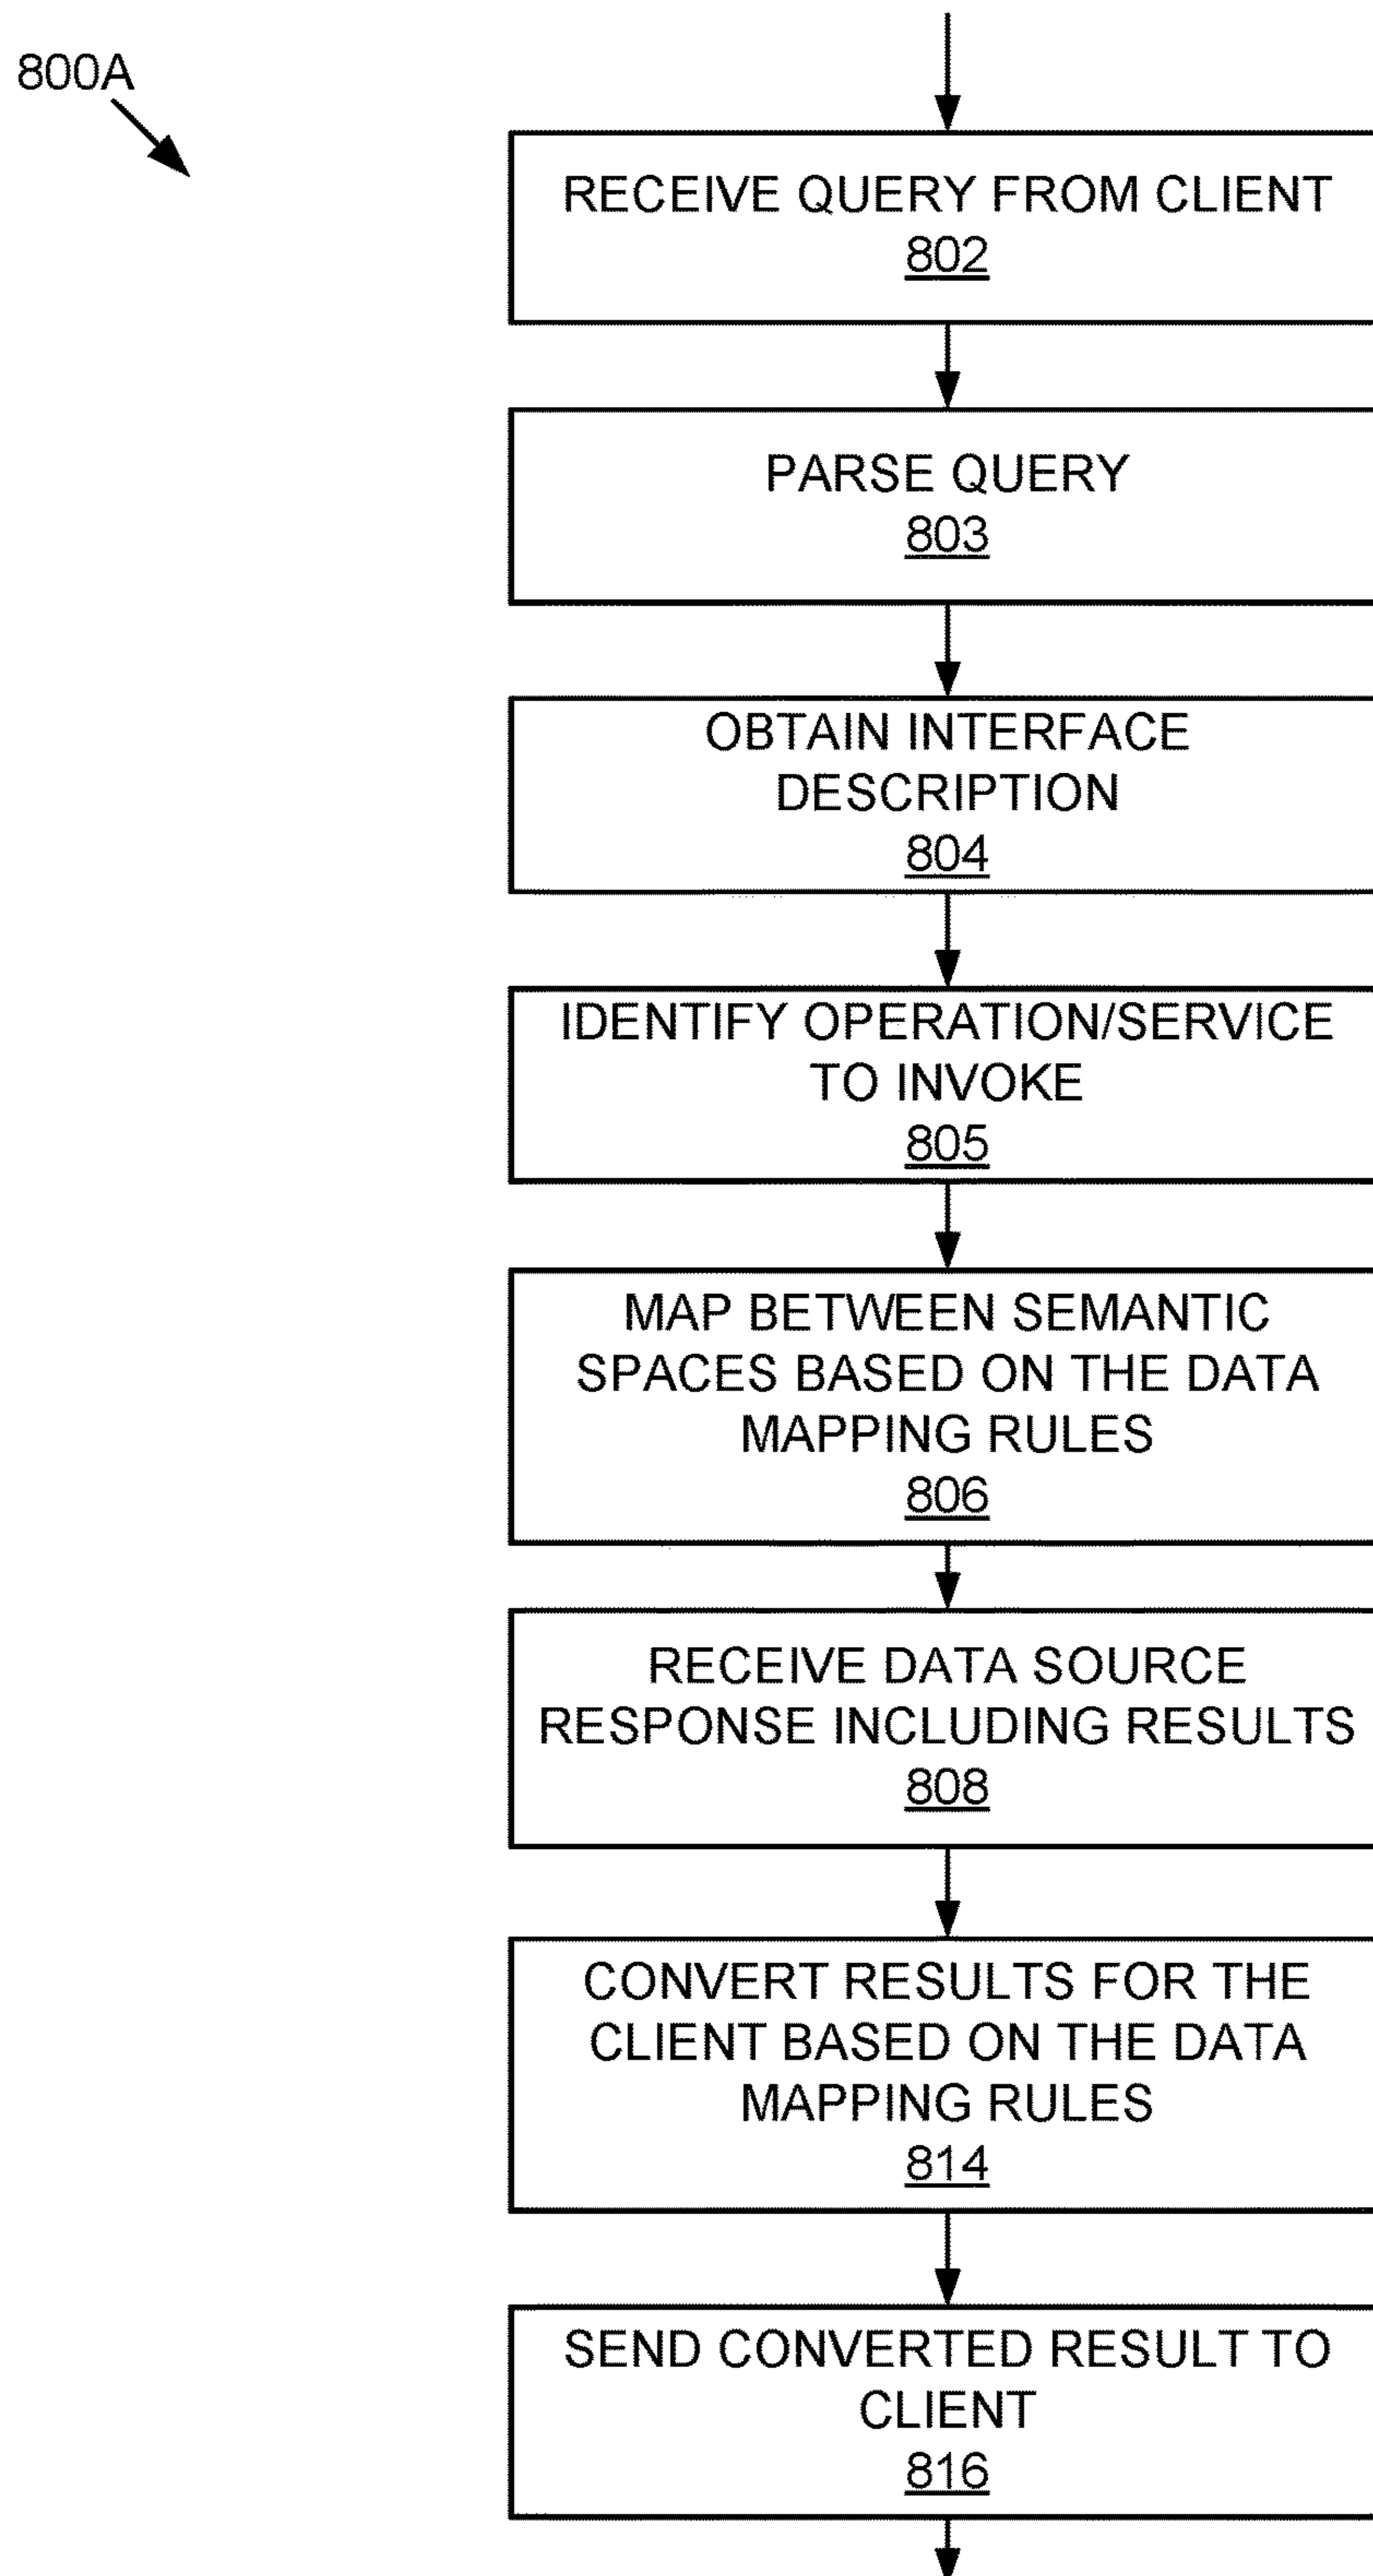 800A
RECEIVE QUERY FROM CLIENT
802
PARSE QUERY
803
OBTAIN INTERFACE
DESCRIPTION
804
IDENTIFY OPERATION/SERVICE
TO INVOKE
805
MAP BETWEEN SEMANTIC
SPACES BASED ON THE DATA
MAPPING RULES
806
RECEIVE DATA SOURCE
RESPONSE INCLUDING RESULTS
808
CONVERT RESULTS FOR THE
CLIENT BASED ON THE DATA
MAPPING RULES
814
SEND CONVERTED RESULT TO
CLIENT
816